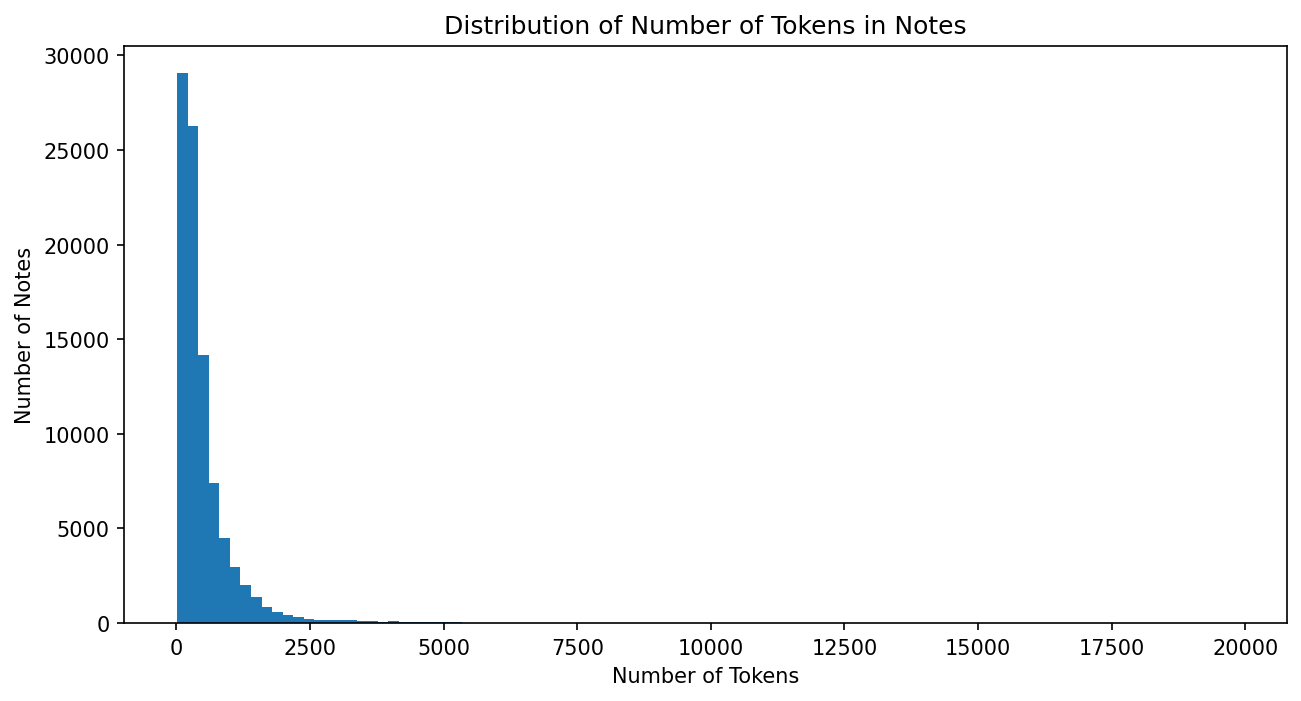 Distribution of Number of Tokens in Notes
30000
25000
20000
15000
10000
5000
0
Number of Notes
0 2500 5000 7500 10000 12500 15000 17500 20000
Number of Tokens